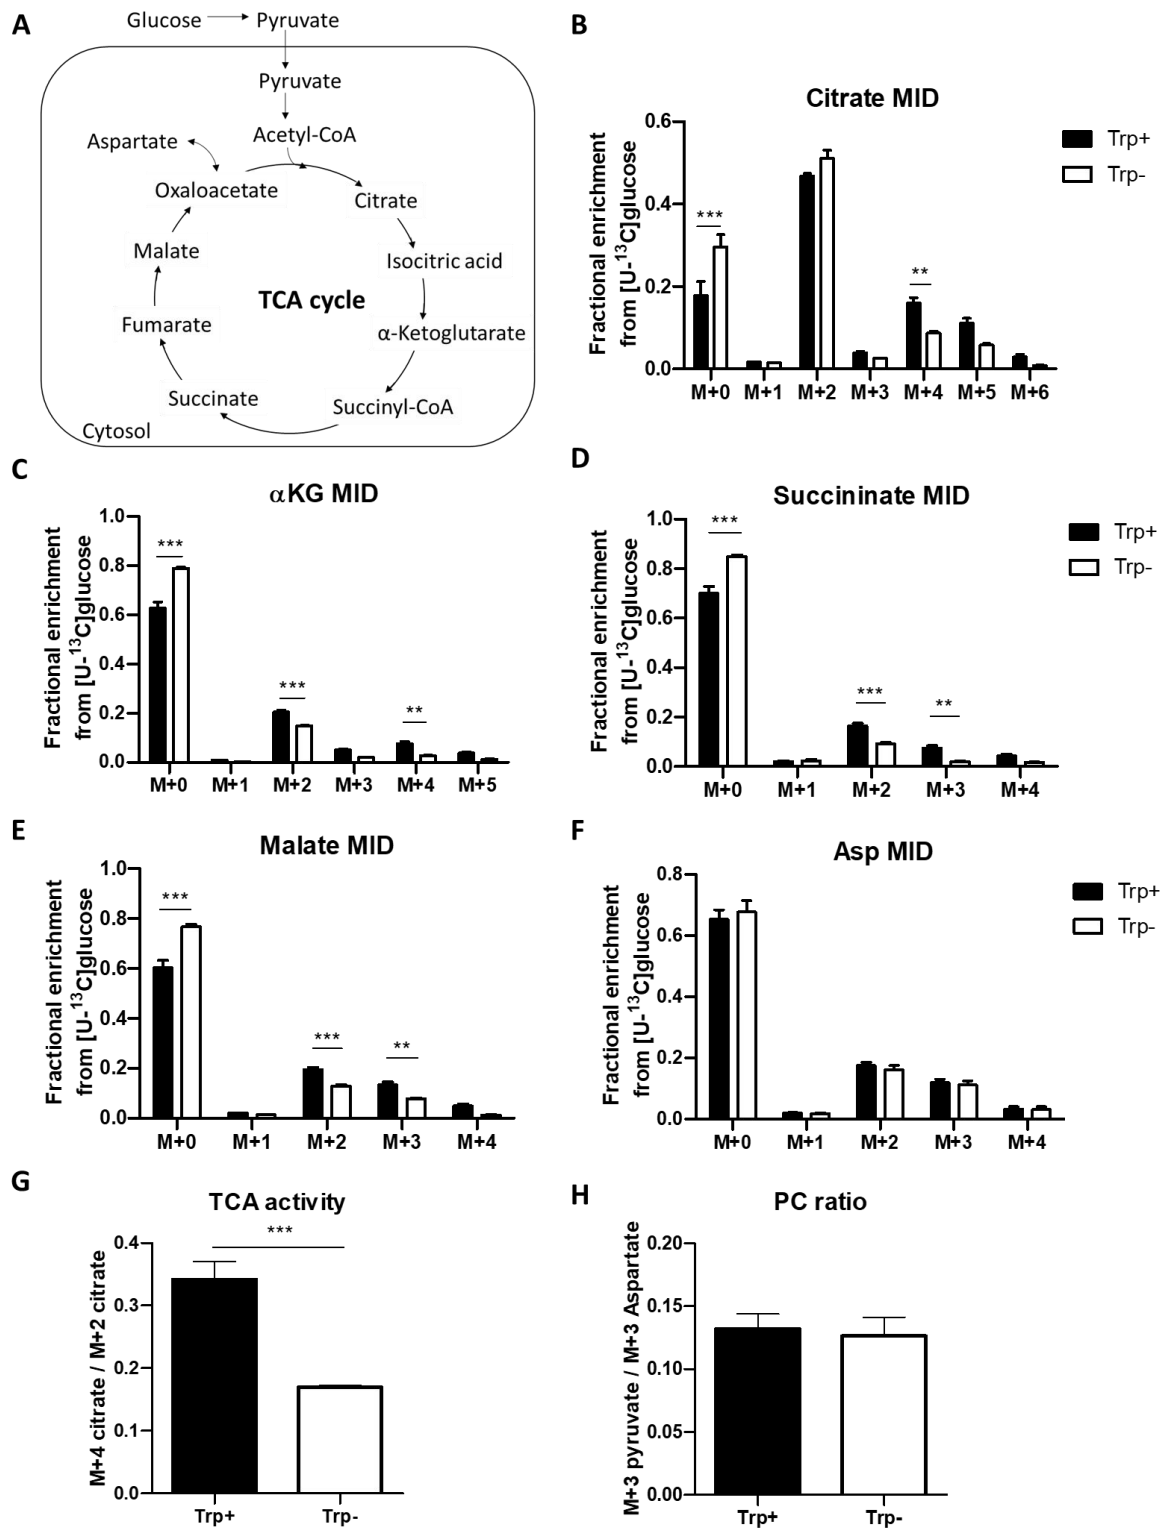 A
Glucose
Pyruvate
Pyruvate
Acetyl-CoA
Aspartate
Oxaloacetate
Citrate
Malate
Isocitric acid
TCA cycle
Fumarate
α-Ketoglutarate
Succinate
Succinyl-CoA
Cytosol
B
Citrate MID
Fractional enrichment
from [U-13C]glucose
0.6
0.4
0.2
0.0
***
**
M+0 M+1 M+2 M+3 M+4 M+5 M+6
Trp+
Trp-
C
αKG MID
Fractional enrichment
from [U-13C]glucose
1.0
0.8
0.6
0.4
0.2
0.0
***
***
**
M+0 M+1 M+2 M+3 M+4 M+5
D
Succininate MID
Fractional enrichment
from [U-13C]glucose
1.0
0.8
0.6
0.4
0.2
0.0
***
***
**
M+0 M+1 M+2 M+3 M+4
Trp+
Trp-
E
Malate MID
Fractional enrichment
from [U-13C]glucose
1.0
0.8
0.6
0.4
0.2
0.0
***
***
**
M+0 M+1 M+2 M+3 M+4
F
Asp MID
Fractional enrichment
from [U-13C]glucose
0.8
0.6
0.4
0.2
0.0
M+0 M+1 M+2 M+3 M+4
Trp+
Trp-
G
TCA activity
M+4 citrate / M+2 citrate
0.4
0.3
0.2
0.1
0.0
***
Trp+ Trp-
H
PC ratio
M+3 pyruvate / M+3 Aspartate
0.20
0.15
0.10
0.05
0.00
Trp+ Trp-